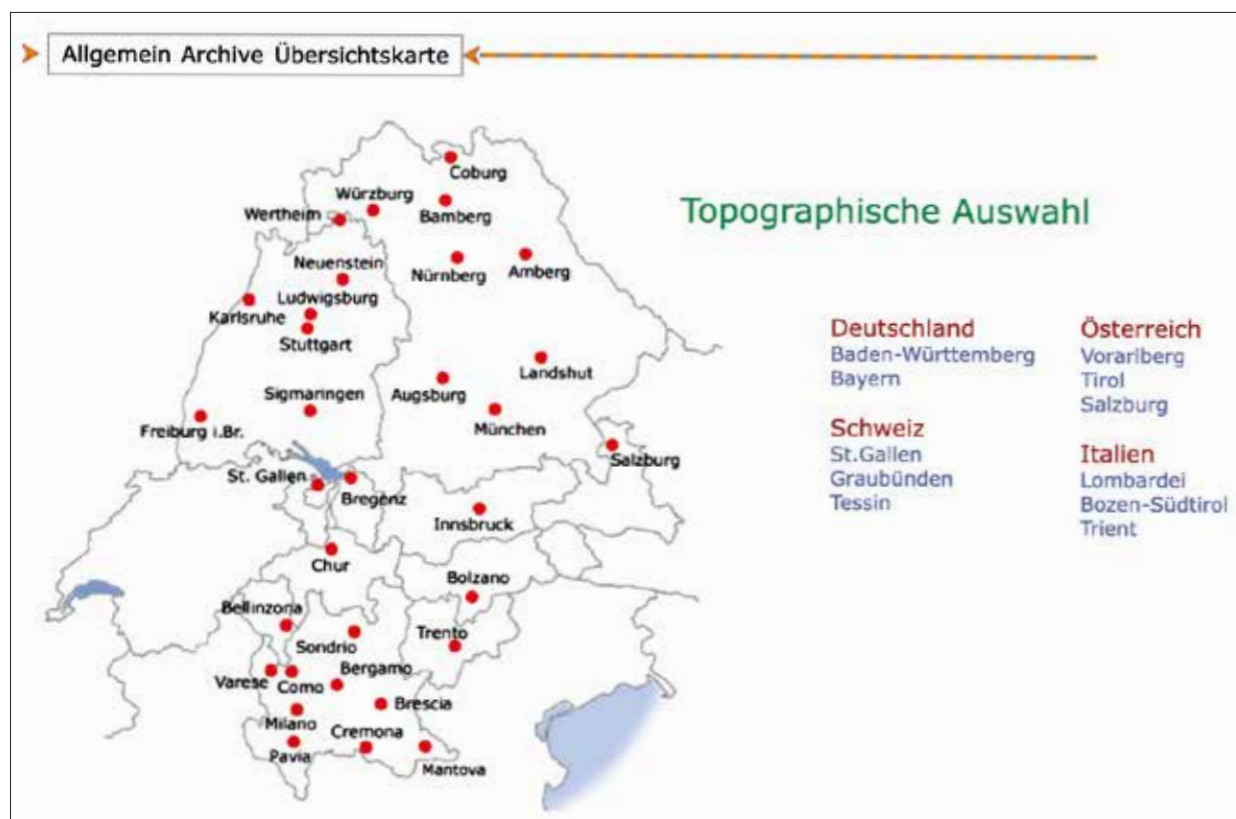 Allgemein Archive Übersichtskarte
Topographische Auswahl
Coburg
Würzburg
Wertheim
Bamberg
Neuenstein
Nürnberg
Amberg
Ludwigsburg
Karlsruhe
Stuttgart
Landshut
Sigmaringen
Augsburg
Freiburg i.Br.
München
Salzburg
St. Gallen
Bregenz
Innsbruck
Chur
Bolzano
Bellinzona
Trento
Sondrio
Bergamo
Varese
Como
Brescia
Milano
Cremona
Pavia
Mantova
Deutschland
Baden-Württemberg
Bayern
Schweiz
St.Gallen
Graubünden
Tessin
Österreich
Vorarlberg
Tirol
Salzburg
Italien
Lombardei
Bozen-Südtirol
Trient